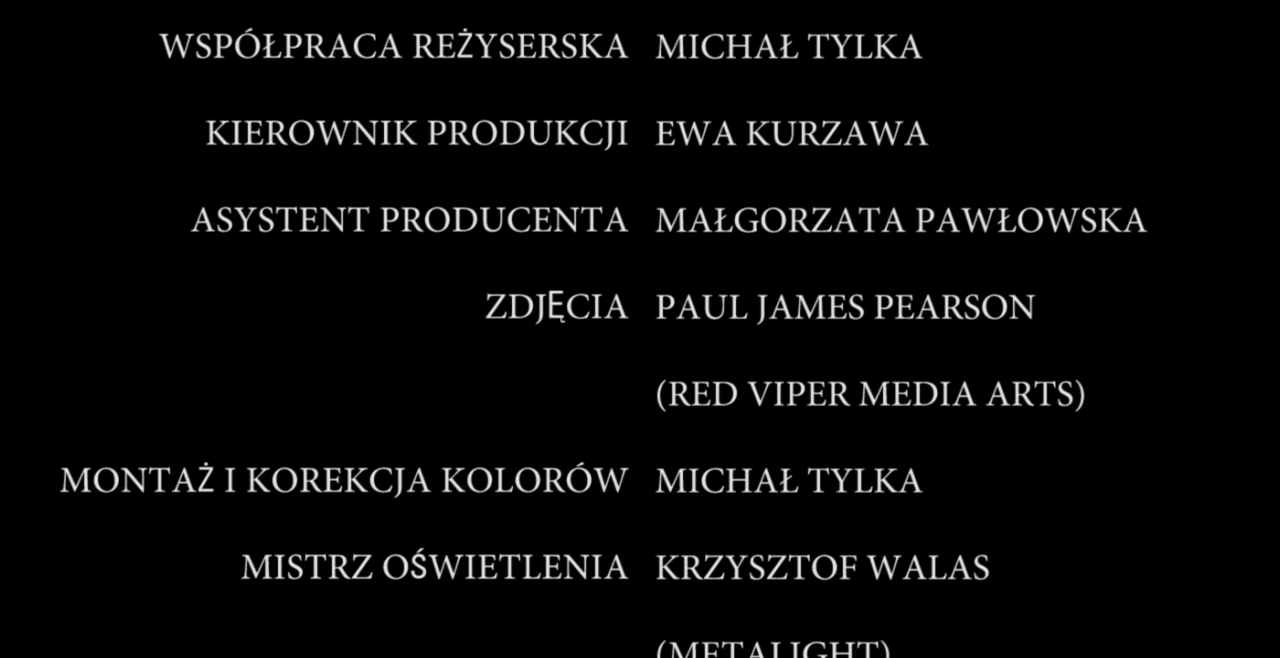 WSPÓŁPRACA REŻYSERSKA MICHAŁ TYLKA
KIEROWNIK PRODUKCJI EWA KURZAWA
ASYSTENT PRODUCENTA MAŁGORZATA PAWŁOWSKA
ZDJĘCIA PAUL JAMES PEARSON
(RED VIPER MEDIA ARTS)
MONTAŻ I KOREKCJA KOLORÓW MICHAŁ TYLKA
MISTRZ OŚWIETLENIA KRZYSZTOF WALAS
(METALIGHT)